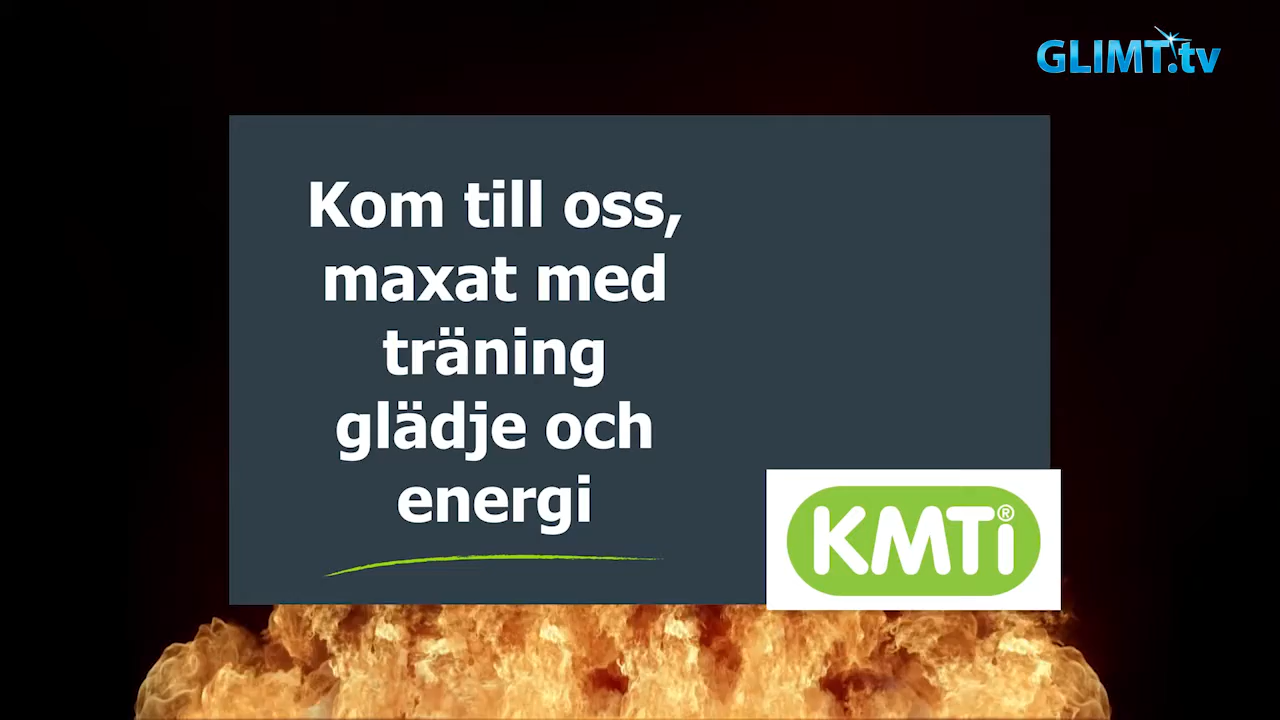 GLIMT.tv
Kom till oss,
maxat med
träning
glädje och
energi
KMTi®